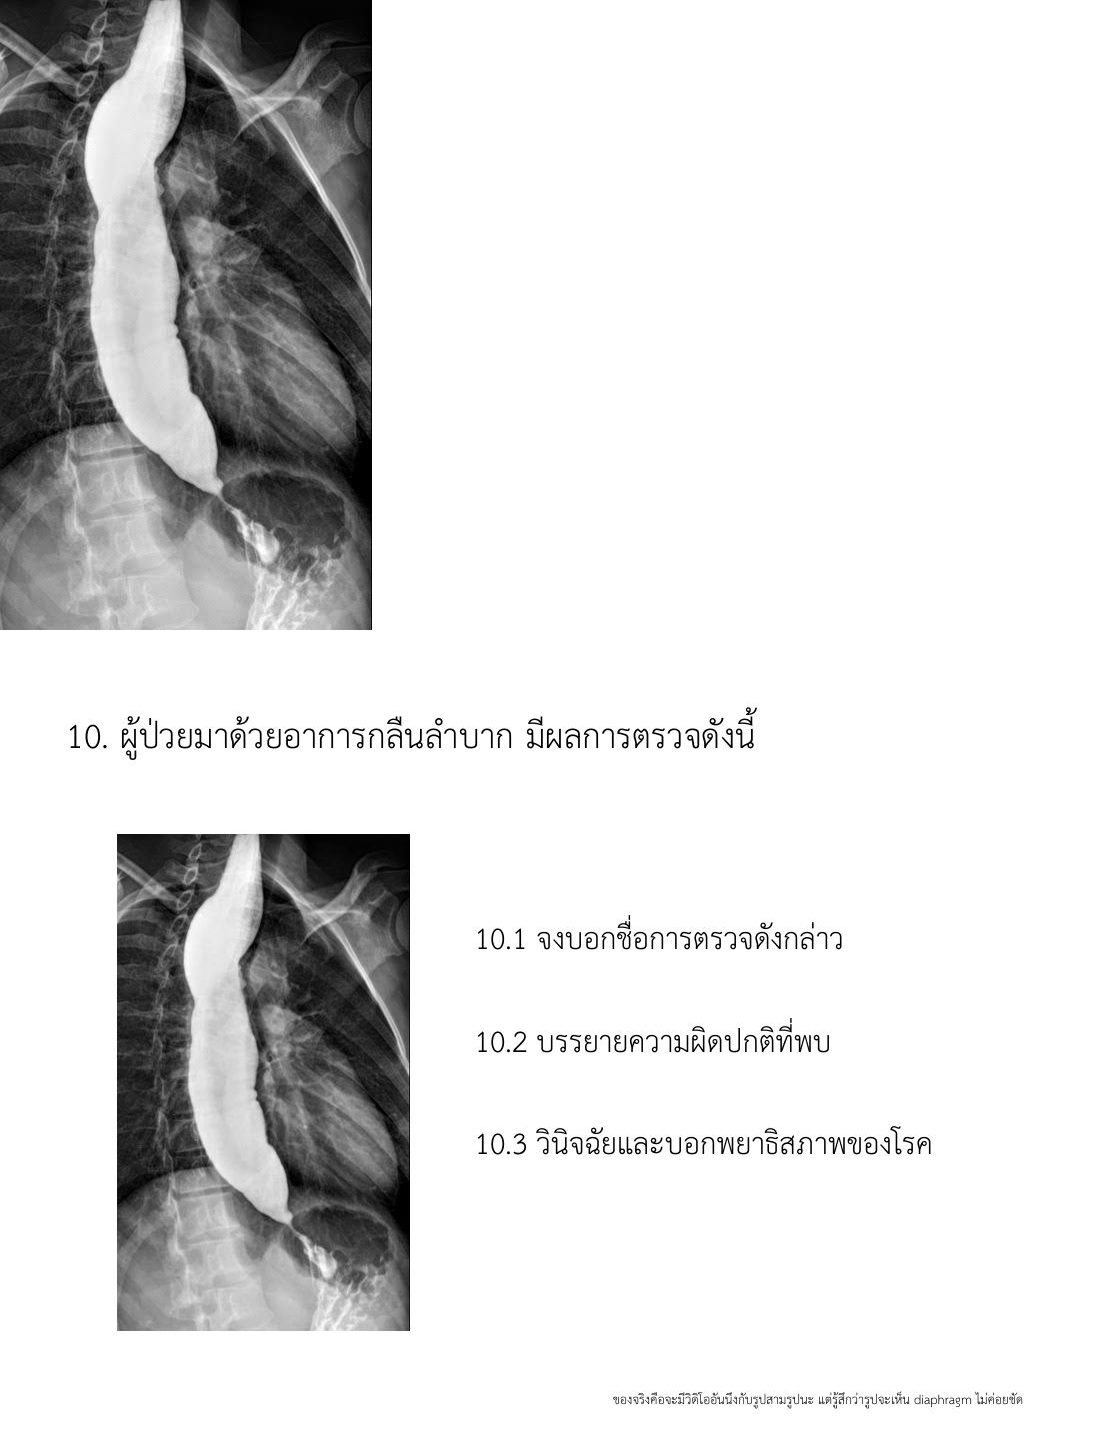 10. ผู้ป่วยมาด้วยอาการกลืนลำบาก มีผลการตรวจดังนี้
10.1 จงบอกชื่อการตรวจดังกล่าว
10.2 บรรยายความผิดปกติที่พบ
10.3 วินิจฉัยและบอกพยาธิสภาพของโรค
ของจริงคือจะมีวิดิโออันนึงกับรูปสามรูปนะ แต่รู้สึกว่ารูปจะเห็น diaphragm ไม่ค่อยชัด